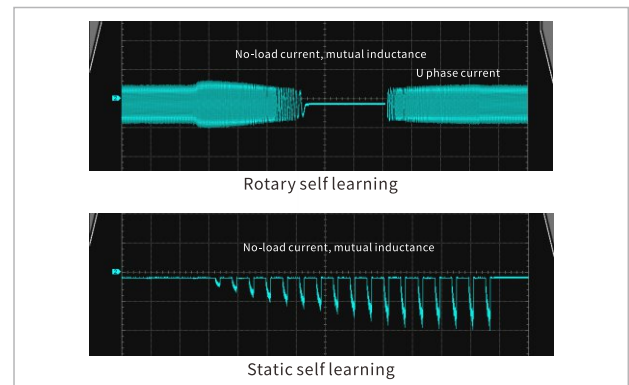 No-load current, mutual inductance
U phase current
Rotary self learning
No-load current, mutual inductance
Static self learning